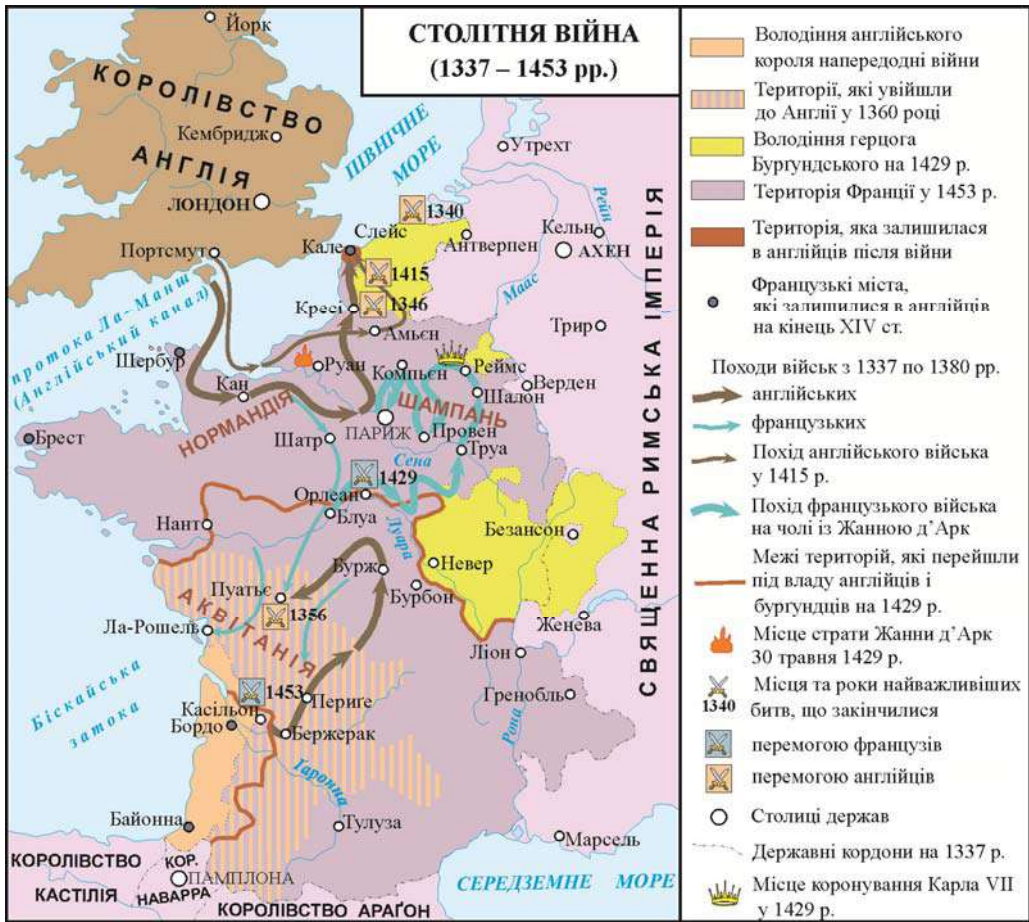 СТОЛІТНЯ ВІЙНА
(1337 – 1453 рр.)
Йорк
КОРОЛІВСТВО
Кембридж
АНГЛІЯ
ЛОНДОН
Портсмут
ПІВНІЧНЕ
МОРЕ
Утрехт
Рейн
1340
Слейс
Антверпен
Кельн
АХЕН
Кале
1415
1346
Кресі
Маас
Трир
протока Ла-Манш
(Англійський канал)
Амьєн
Шербур
Руан
Компьєн
Реймс
Верден
Кан
Шалон
НОРМАНДІЯ
ШАМПАНЬ
ПАРИЖ
Провен
Брест
Шатр
Сена
Труа
1429
Орлеан
Блуа
Луара
Нант
Безансон
Невер
Бурж
Бурбон
Пуатьє
1356
АКВІТАНІЯ
Ла-Рошель
Женева
Ліон
Гренобль
СВЯЩЕННА РИМСЬКА ІМПЕРІЯ
Біскайська
затока
1453
Періге
Касільон
Бордо
Бержерак
Рона
Гаронна
Байонна
Тулуза
Марсель
КОРОЛІВСТВО
КАСТІЛІЯ
КОР.
НАВАРРА
ПАМПЛОНА
КОРОЛІВСТВО АРАҐОН
СЕРЕДЗЕМНЕ МОРЕ
Володіння англійського
короля напередодні війни
Території, які увійшли
до Англії у 1360 році
Володіння герцога
Бургундського на 1429 р.
Територія Франції у 1453 р.
Територія, яка залишилася
в англійців після війни
Французькі міста,
які залишилися в англійців
на кінець XIV ст.
Походи військ з 1337 по 1380 рр.
англійських
французьких
Похід англійського війська
у 1415 р.
Похід французького війська
на чолі із Жанною д’Арк
Межі територій, які перейшли
під владу англійців і
бургундців на 1429 р.
Місце страти Жанни д’Арк
30 травня 1429 р.
1340
Місця та роки найважливіших
битв, що закінчилися
перемогою французів
перемогою англійців
Столиці держав
Державні кордони на 1337 р.
Місце коронування Карла VII
у 1429 р.